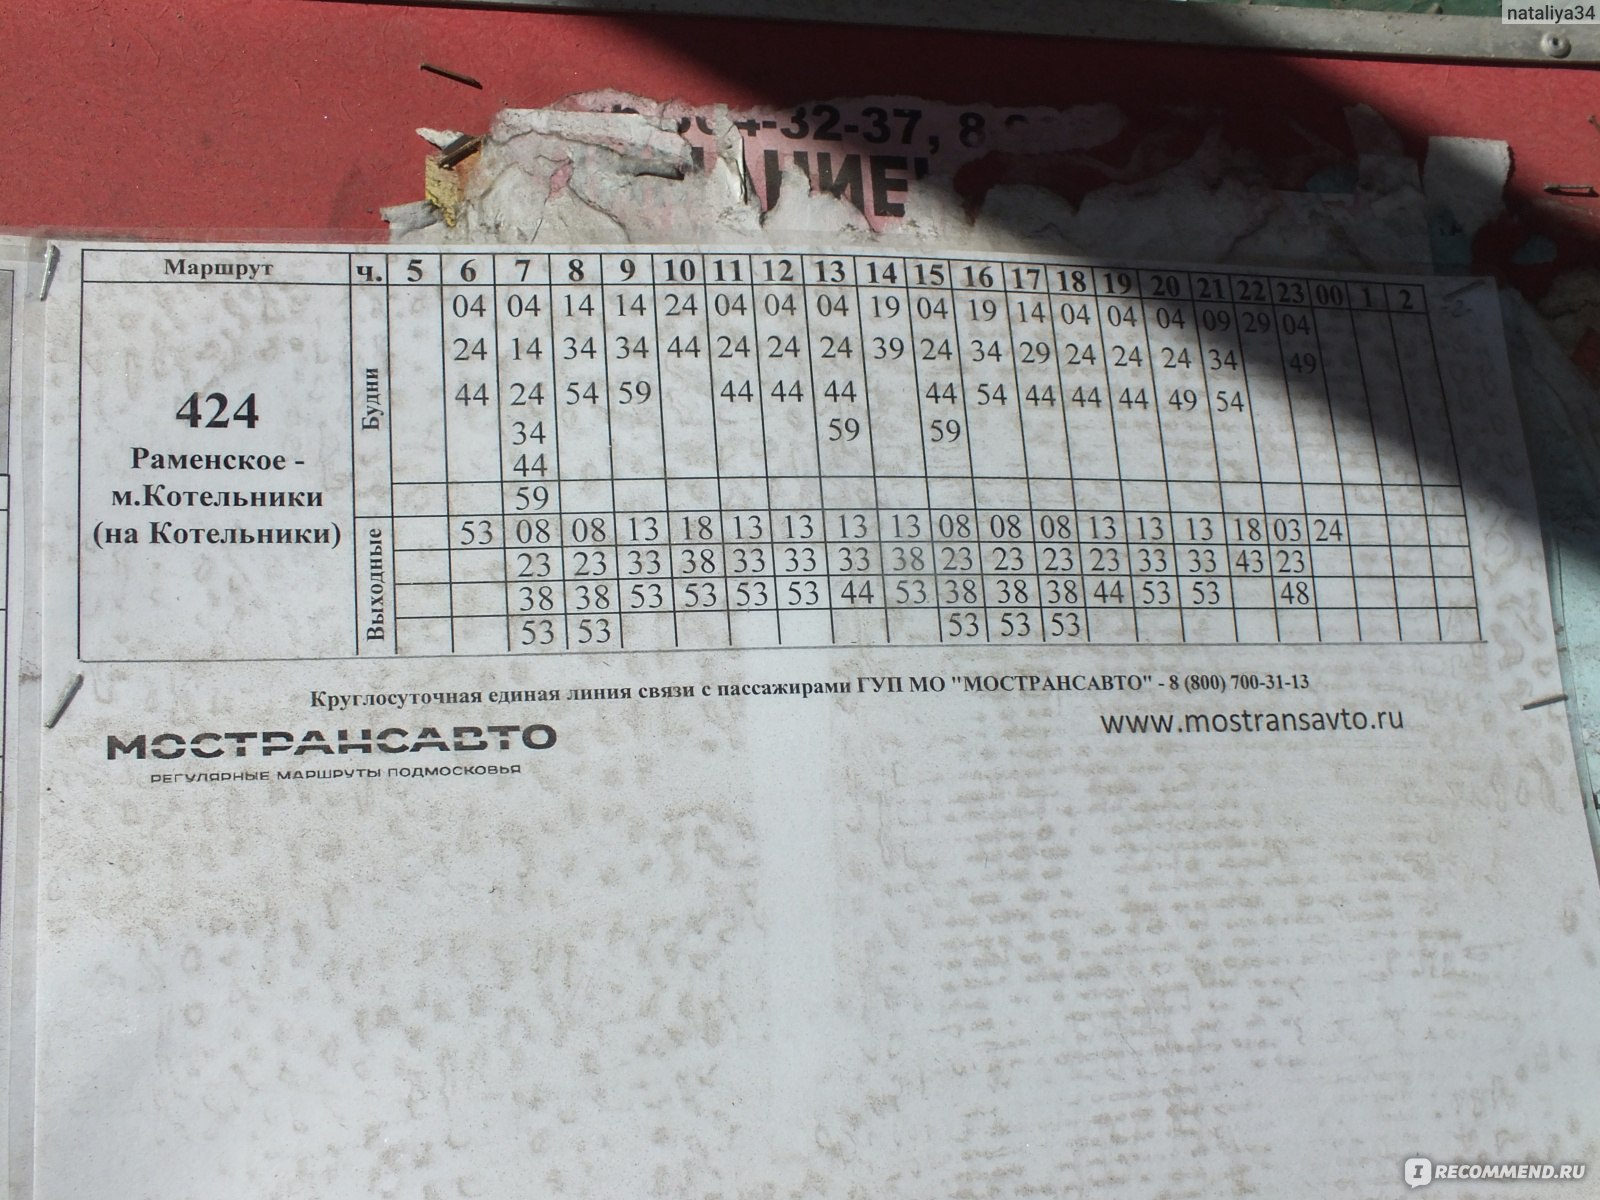 nataliya34
4-32-37, 8
НИЕ
Маршрут ч. 5 6 7 8 9 10 11 12 13 14 15 16 17 18 19 20 21 22 23 00 1 2
424
Раменское -
м.Котельники
(на Котельники)
Будни
04 04 14 14 24 04 04 04 19 04 19 14 04 04 04 09 29 04
24 14 34 34 44 24 24 24 39 24 34 29 24 24 24 34 49
44 24 54 59 44 44 44 44 54 44 44 44 49 54
34 59 59
44
59
Выходные
53 08 08 13 18 13 13 13 13 08 08 08 13 13 13 18 03 24
23 23 33 38 33 33 33 38 23 23 23 23 33 33 43 23
38 38 53 53 53 53 44 53 38 38 38 44 53 53 48
53 53 53 53 53
Круглосуточная единая линия связи с пассажирами ГУП МО "МОСТРАНСАВТО" - 8 (800) 700-31-13
www.mostransavto.ru
МОСТРАНСАВТО
РЕГУЛЯРНЫЕ МАРШРУТЫ ПОДМОСКОВЬЯ
IRECOMMEND.RU